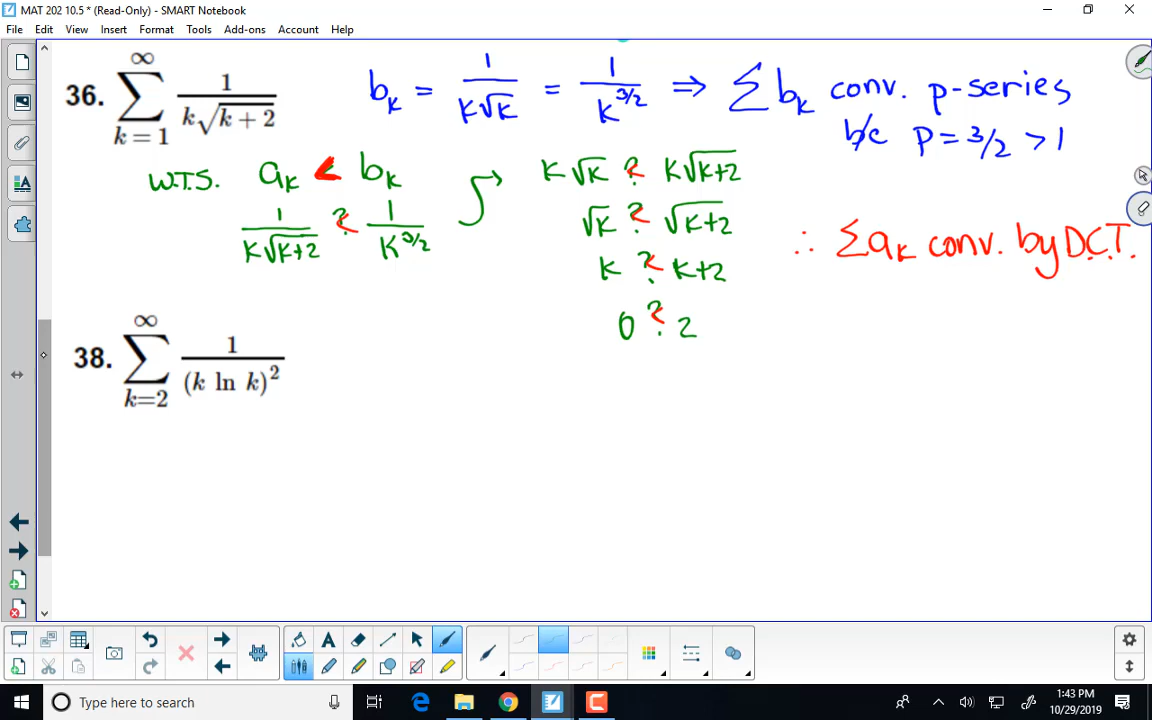 MAT 202 10.5 * (Read-Only) - SMART Notebook
File Edit View Insert Format Tools Add-ons Account Help
36. ∞ ∑ k = 1 1 / k√(k + 2)
b_k = 1/(k√k) = 1/k^(3/2) ⇒ ∑ b_k conv. p-series
b/c p = 3/2 > 1
W.T.S. a_k < b_k
1/(k√(k+2)) ?< 1/k^(3/2)
k√k ?< k√(k+2)
√k ?< √(k+2)
k ?< k+2
0 ?< 2
∴ ∑a_k conv. by D.C.T.
38. ∞ ∑ k=2 1 / (k ln k)^2
A
Type here to search
1:43 PM
10/29/2019